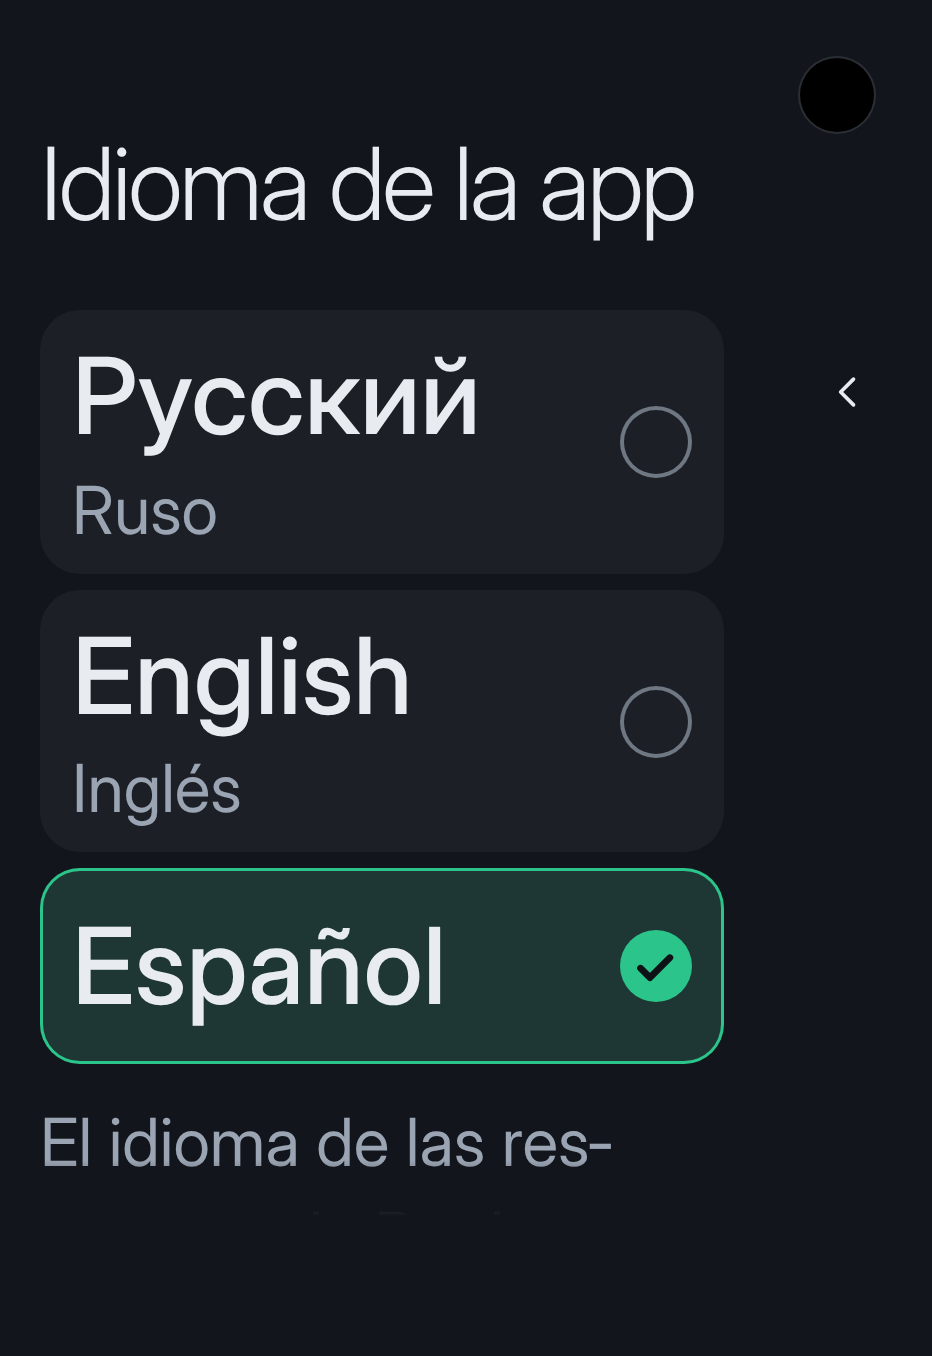 Idioma de la app
Русский
Ruso
English
Inglés
Español
El idioma de las res-